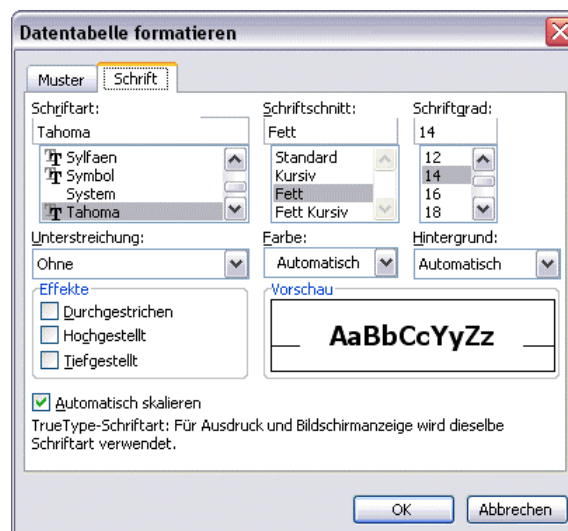 Datentabelle formatieren
Muster Schrift
Schriftart: Schriftschnitt: Schriftgrad:
Tahoma Fett 14
Sylfaen Standard 12
Symbol Kursiv 14
System Fett 16
Tahoma Fett Kursiv 18
Unterstreichung: Farbe: Hintergrund:
Ohne Automatisch Automatisch
Effekte Vorschau
Durchgestrichen
Hochgestellt
Tiefgestellt
AaBbCcYyZz
Automatisch skalieren
TrueType-Schriftart: Für Ausdruck und Bildschirmanzeige wird dieselbe
Schriftart verwendet.
OK Abbrechen